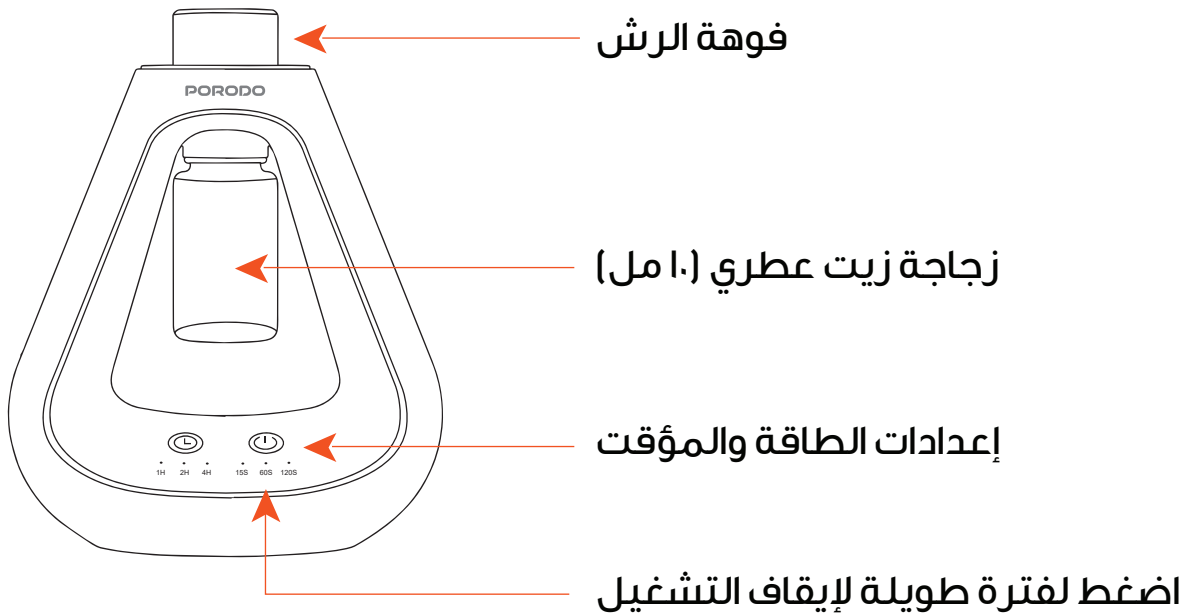 فوهة الرش
PORODO
زجاجة زيت عطري (١٠ مل)
إعدادات الطاقة والمؤقت
1H 2H 4H 15S 60S 120S
اضغط لفترة طويلة لإيقاف التشغيل